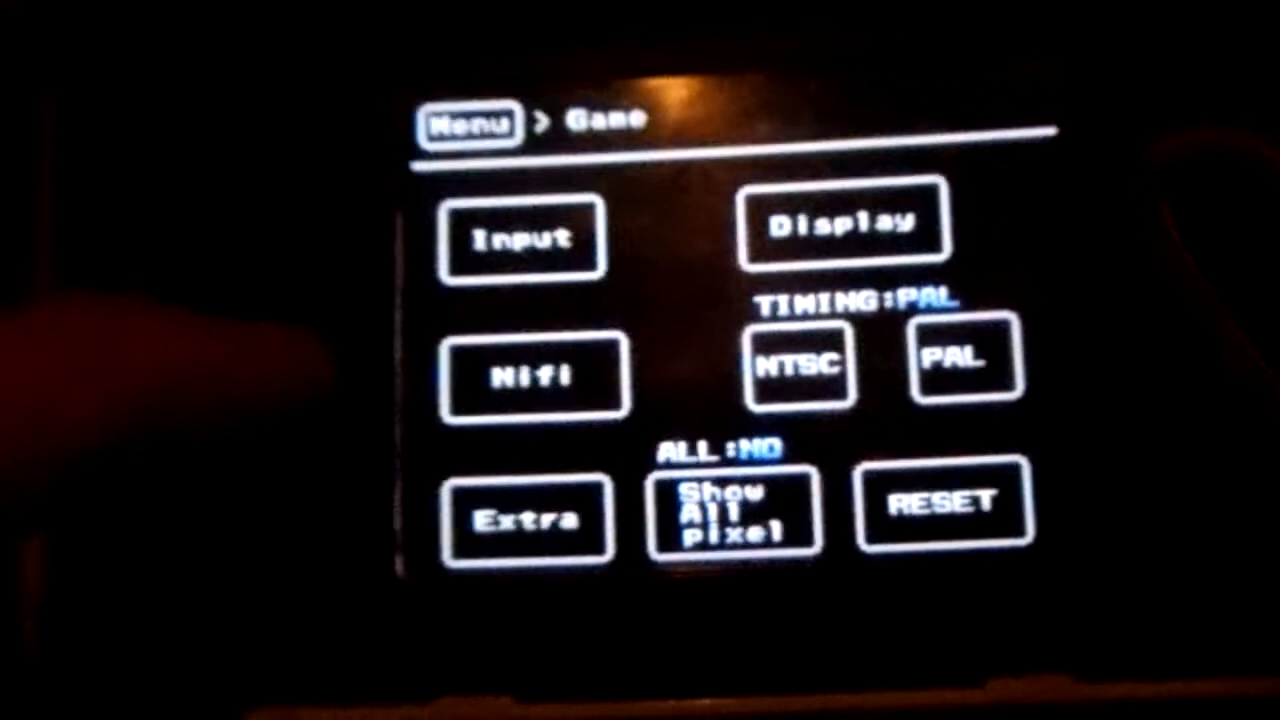 Menu > Game
Input
Display
TIMING:PAL
Nifi
NTSC
PAL
ALL:NO
Extra
Show
All
pixel
RESET